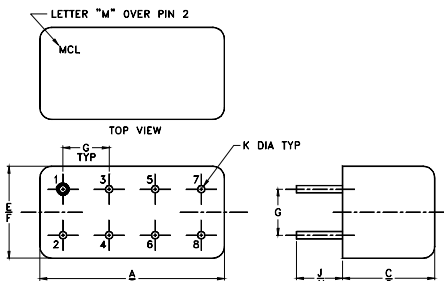 LETTER "M" OVER PIN 2
MCL
TOP VIEW
G
TYP
K DIA TYP
1 3 5 7
E
F
G
2 4 6 8
A
J
C